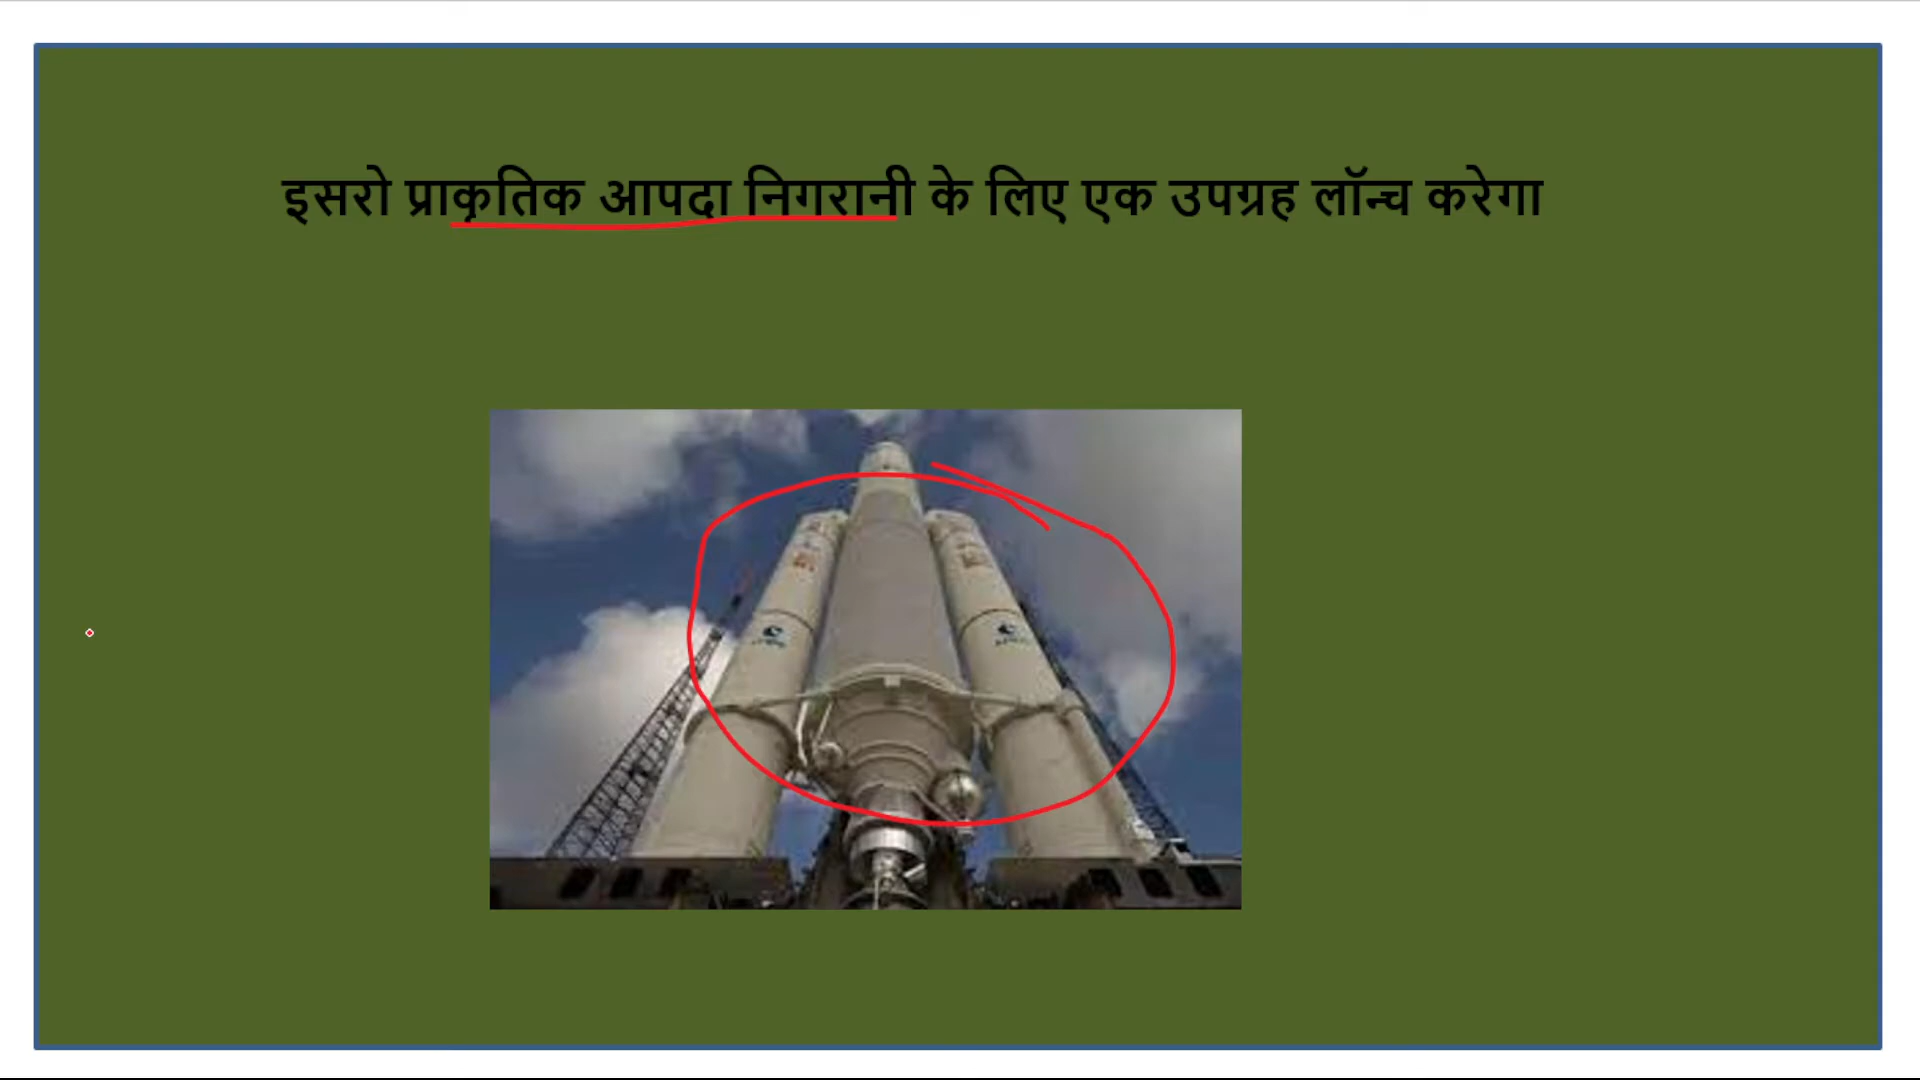 इसरो प्राकृतिक आपदा निगरानी के लिए एक उपग्रह लॉन्च करेगा